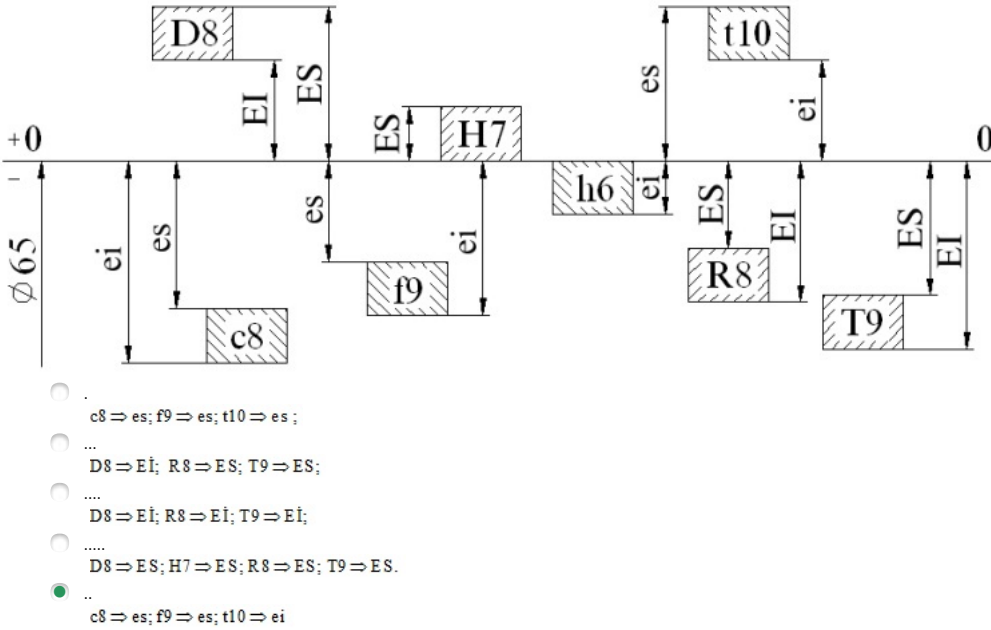 D8
EI
ES
ES
H7
es
t10
ei
+0
0
−
h6
ei
Ø65
ei
es
c8
es
f9
ei
ES
R8
EI
T9
ES
EI
.
c8 ⇒ es; f9 ⇒ es; t10 ⇒ es ;
...
D8 ⇒ Eİ; R8 ⇒ ES; T9 ⇒ ES;
....
D8 ⇒ Eİ; R8 ⇒ Eİ; T9 ⇒ Eİ;
.....
D8 ⇒ ES; H7 ⇒ ES; R8 ⇒ ES; T9 ⇒ ES.
..
c8 ⇒ es; f9 ⇒ es; t10 ⇒ ei